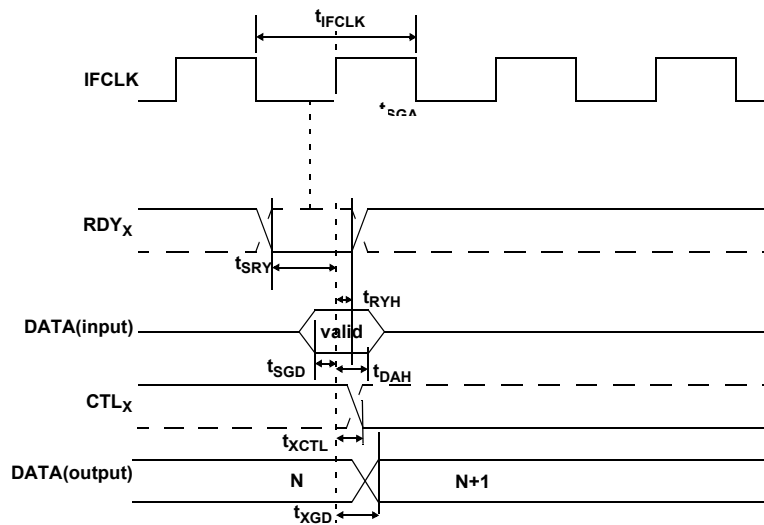 tIFCLK
IFCLK
tSGA
RDYX
tSRY
tRYH
DATA(input)
valid
tSGD
tDAH
CTLX
tXCTL
DATA(output)
N
N+1
tXGD